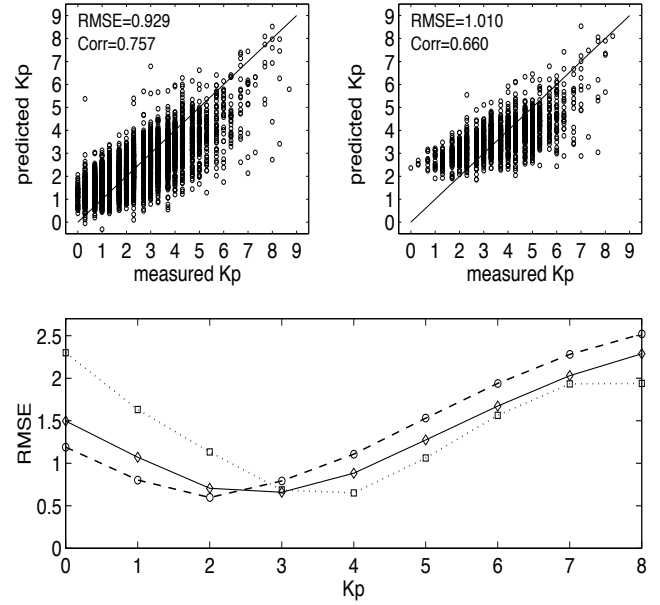 RMSE=0.929
Corr=0.757
predicted Kp
9
8
7
6
5
4
3
2
1
0
0 1 2 3 4 5 6 7 8 9
measured Kp
RMSE=1.010
Corr=0.660
predicted Kp
9
8
7
6
5
4
3
2
1
0
0 1 2 3 4 5 6 7 8 9
measured Kp
RMSE
2.5
2
1.5
1
0.5
0
0 1 2 3 4 5 6 7 8
Kp